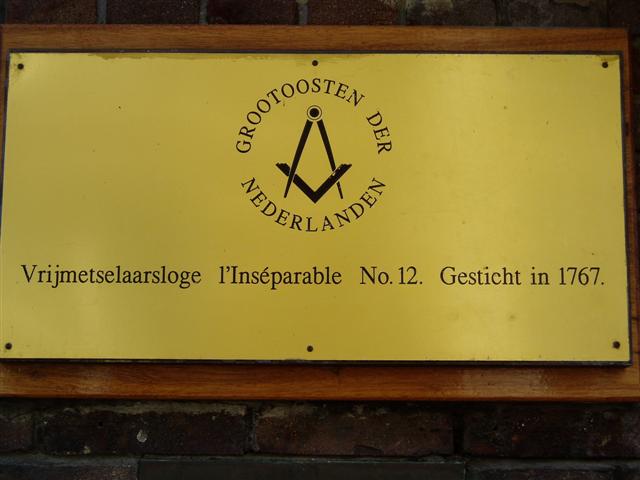 GROOTOOSTEN DER
NEDERLANDEN
Vrijmetselaarsloge l'Inséparable No. 12. Gesticht in 1767.